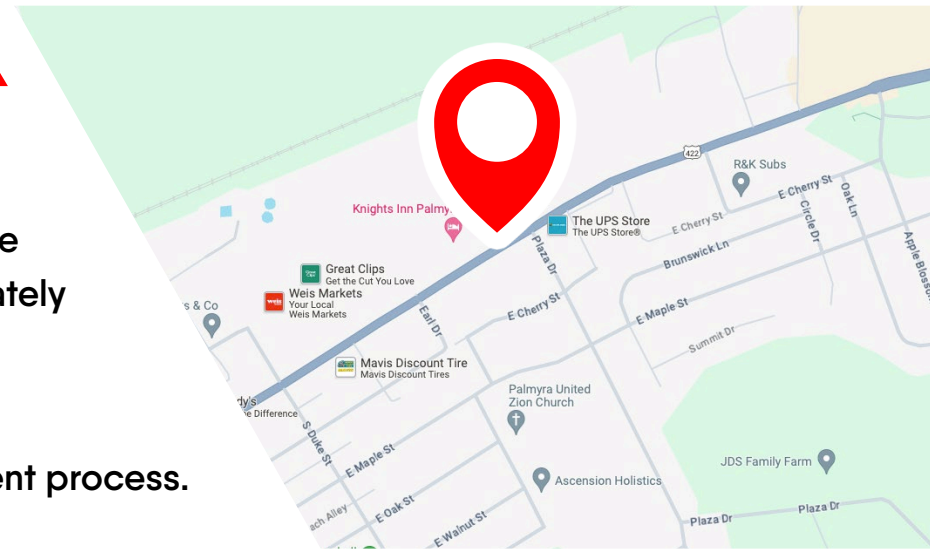 422
R&K Subs
E Cherry St
Oak Ln
Circle Dr
Apple Blosso
Knights Inn Palmy
The UPS Store
The UPS Store®
E Cherry St
Plaza Dr
Brunswick Ln
e
Great Clips
Get the Cut You Love
Weis Markets
Your Local
Weis Markets
ately
s & Co
Earl Dr
E Cherry St
E Maple St
Summit Dr
Mavis Discount Tire
Mavis Discount Tires
Palmyra United
Zion Church
dy's
e Difference
S Duke St
E Maple St
JDS Family Farm
ent process.
Ascension Holistics
ach Alley
E Oak St
E Walnut St
Plaza Dr
Plaza Dr